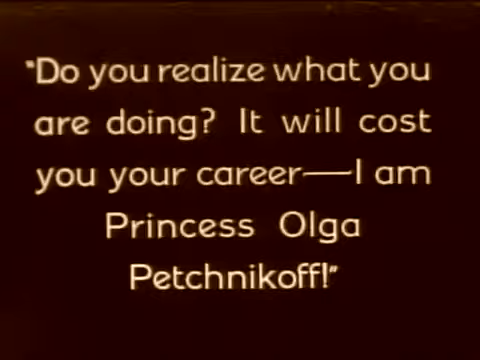 "Do you realize what you
are doing? It will cost
you your career—I am
Princess Olga
Petchnikoff!"